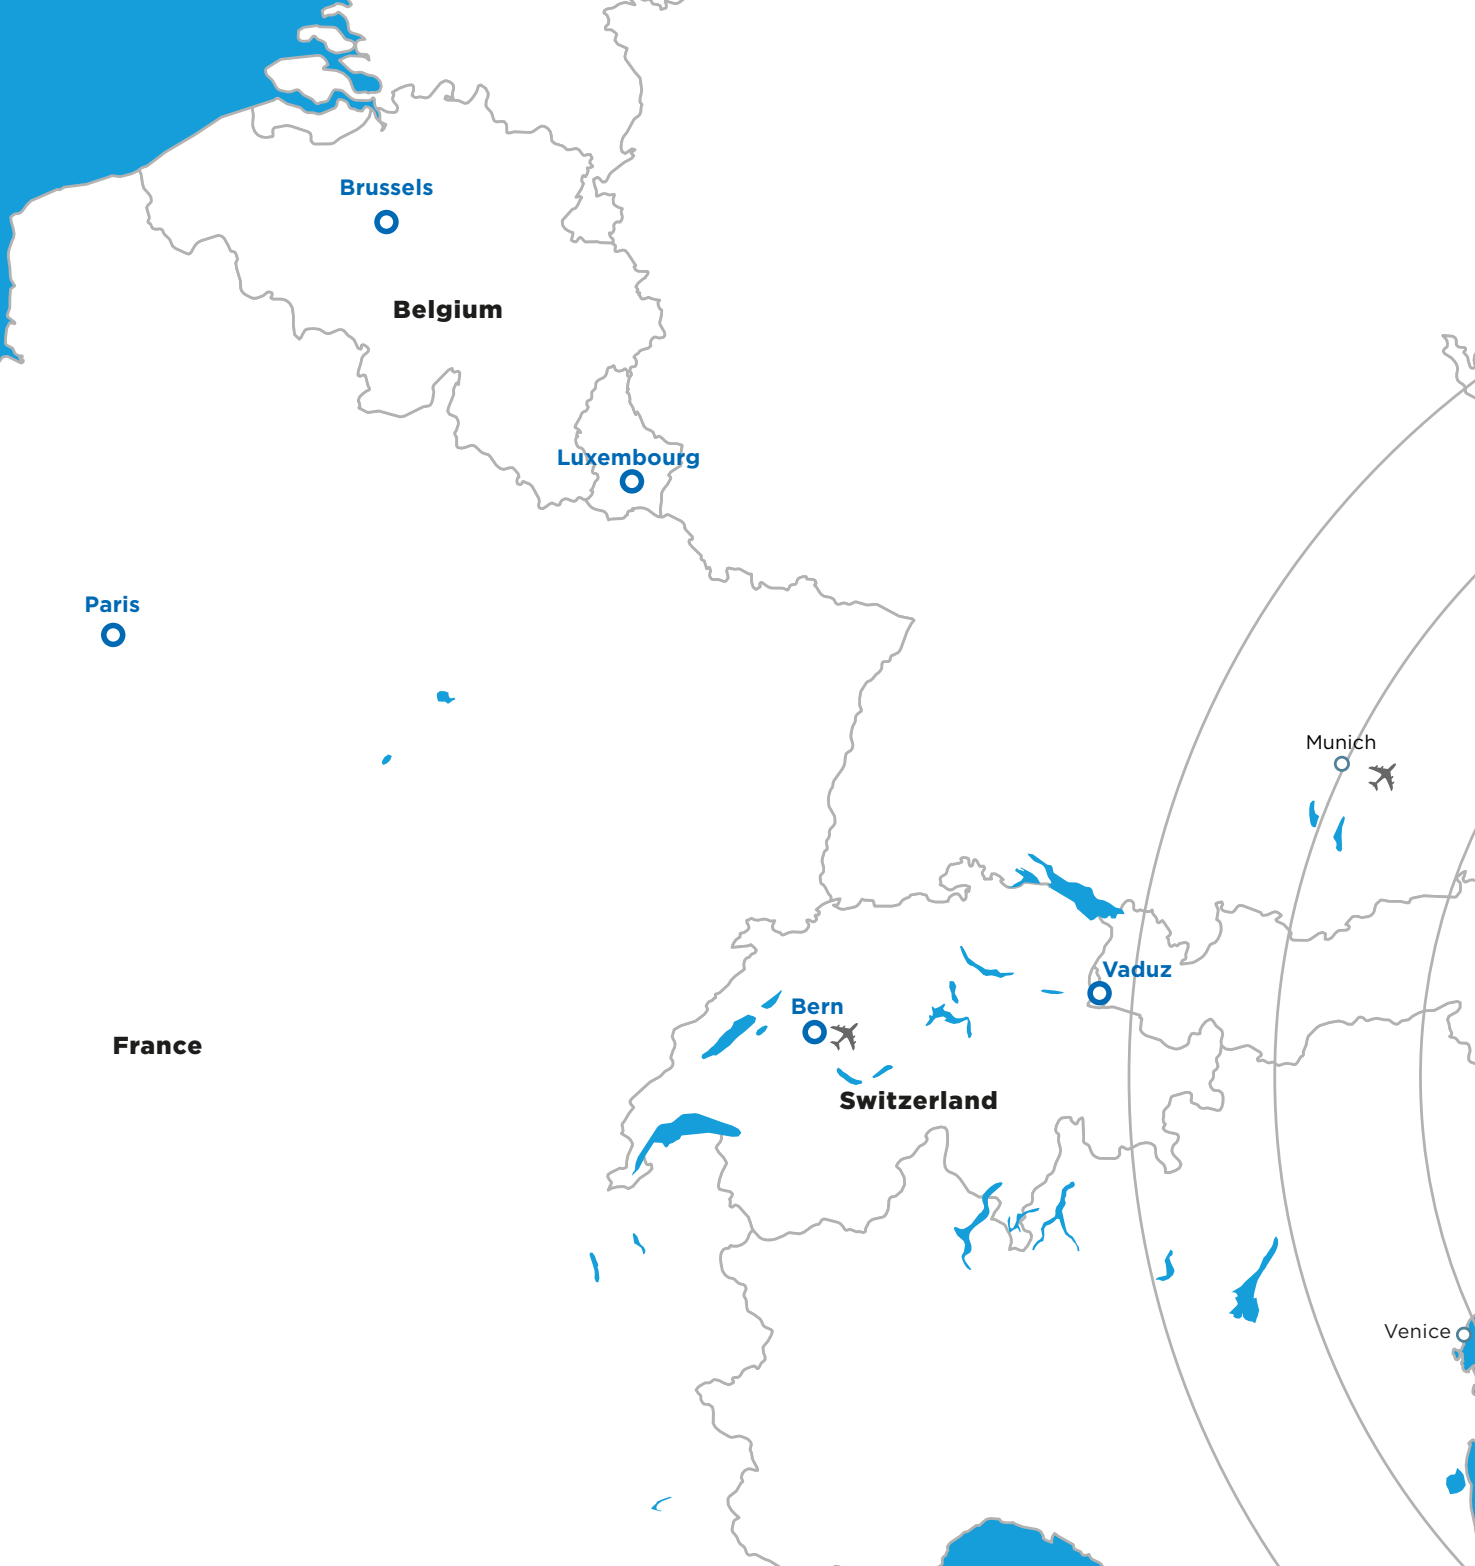 Brussels
Belgium
Luxembourg
Paris
Munich
Vaduz
Bern
France
Switzerland
Venice